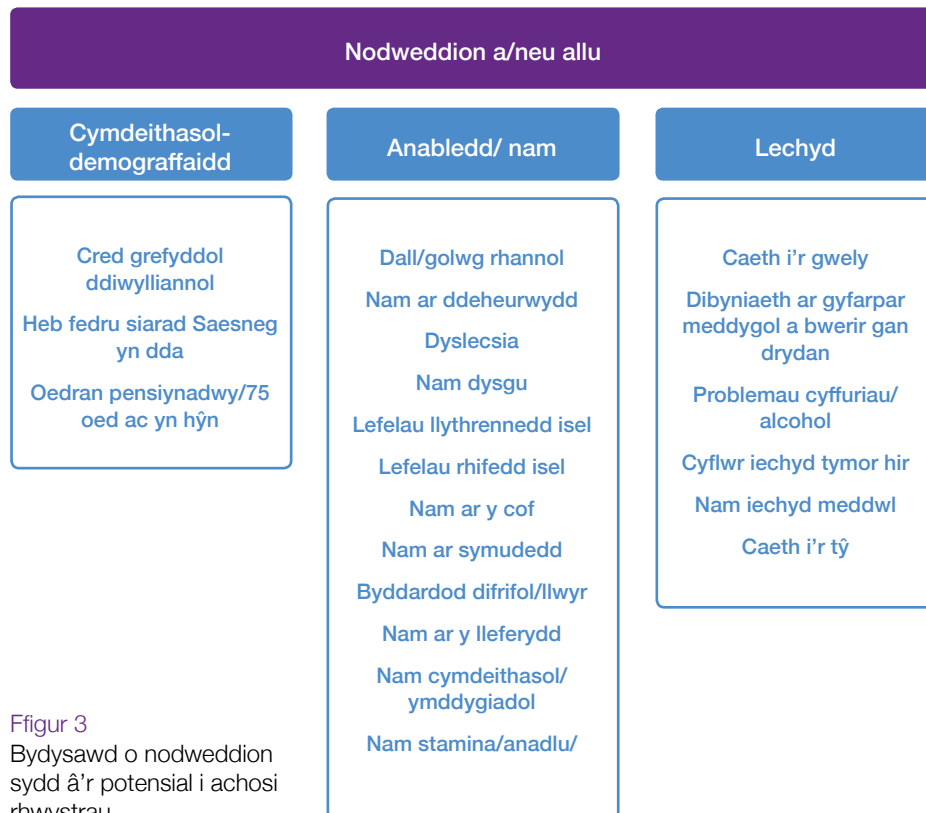 Nodweddion a/neu allu
Cymdeithasol-
demograffaidd
Cred grefyddol
ddiwylliannol
Heb fedru siarad Saesneg
yn dda
Oedran pensiynadwy/75
oed ac yn hŷn
Anabledd/ nam
Dall/golwg rhannol
Nam ar ddeheurwydd
Dyslecsia
Nam dysgu
Lefelau llythrennedd isel
Lefelau rhifedd isel
Nam ar y cof
Nam ar symudedd
Byddardod difrifol/llwyr
Nam ar y lleferydd
Nam cymdeithasol/
ymddygiadol
Nam stamina/anadlu/
Lechyd
Caeth i'r gwely
Dibyniaeth ar gyfarpar
meddygol a bwerir gan
drydan
Problemau cyffuriau/
alcohol
Cyflwr iechyd tymor hir
Nam iechyd meddwl
Caeth i'r tŷ
Ffigur 3
Bydysawd o nodweddion
sydd â'r potensial i achosi
rhwystrau